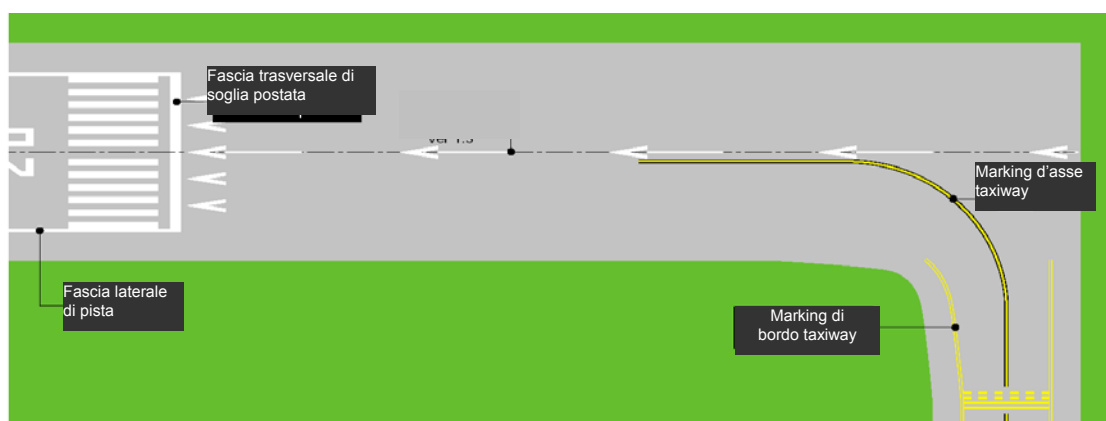 Fascia trasversale di
soglia postata
Marking d'asse
taxiway
Fascia laterale
di pista
Marking di
bordo taxiway